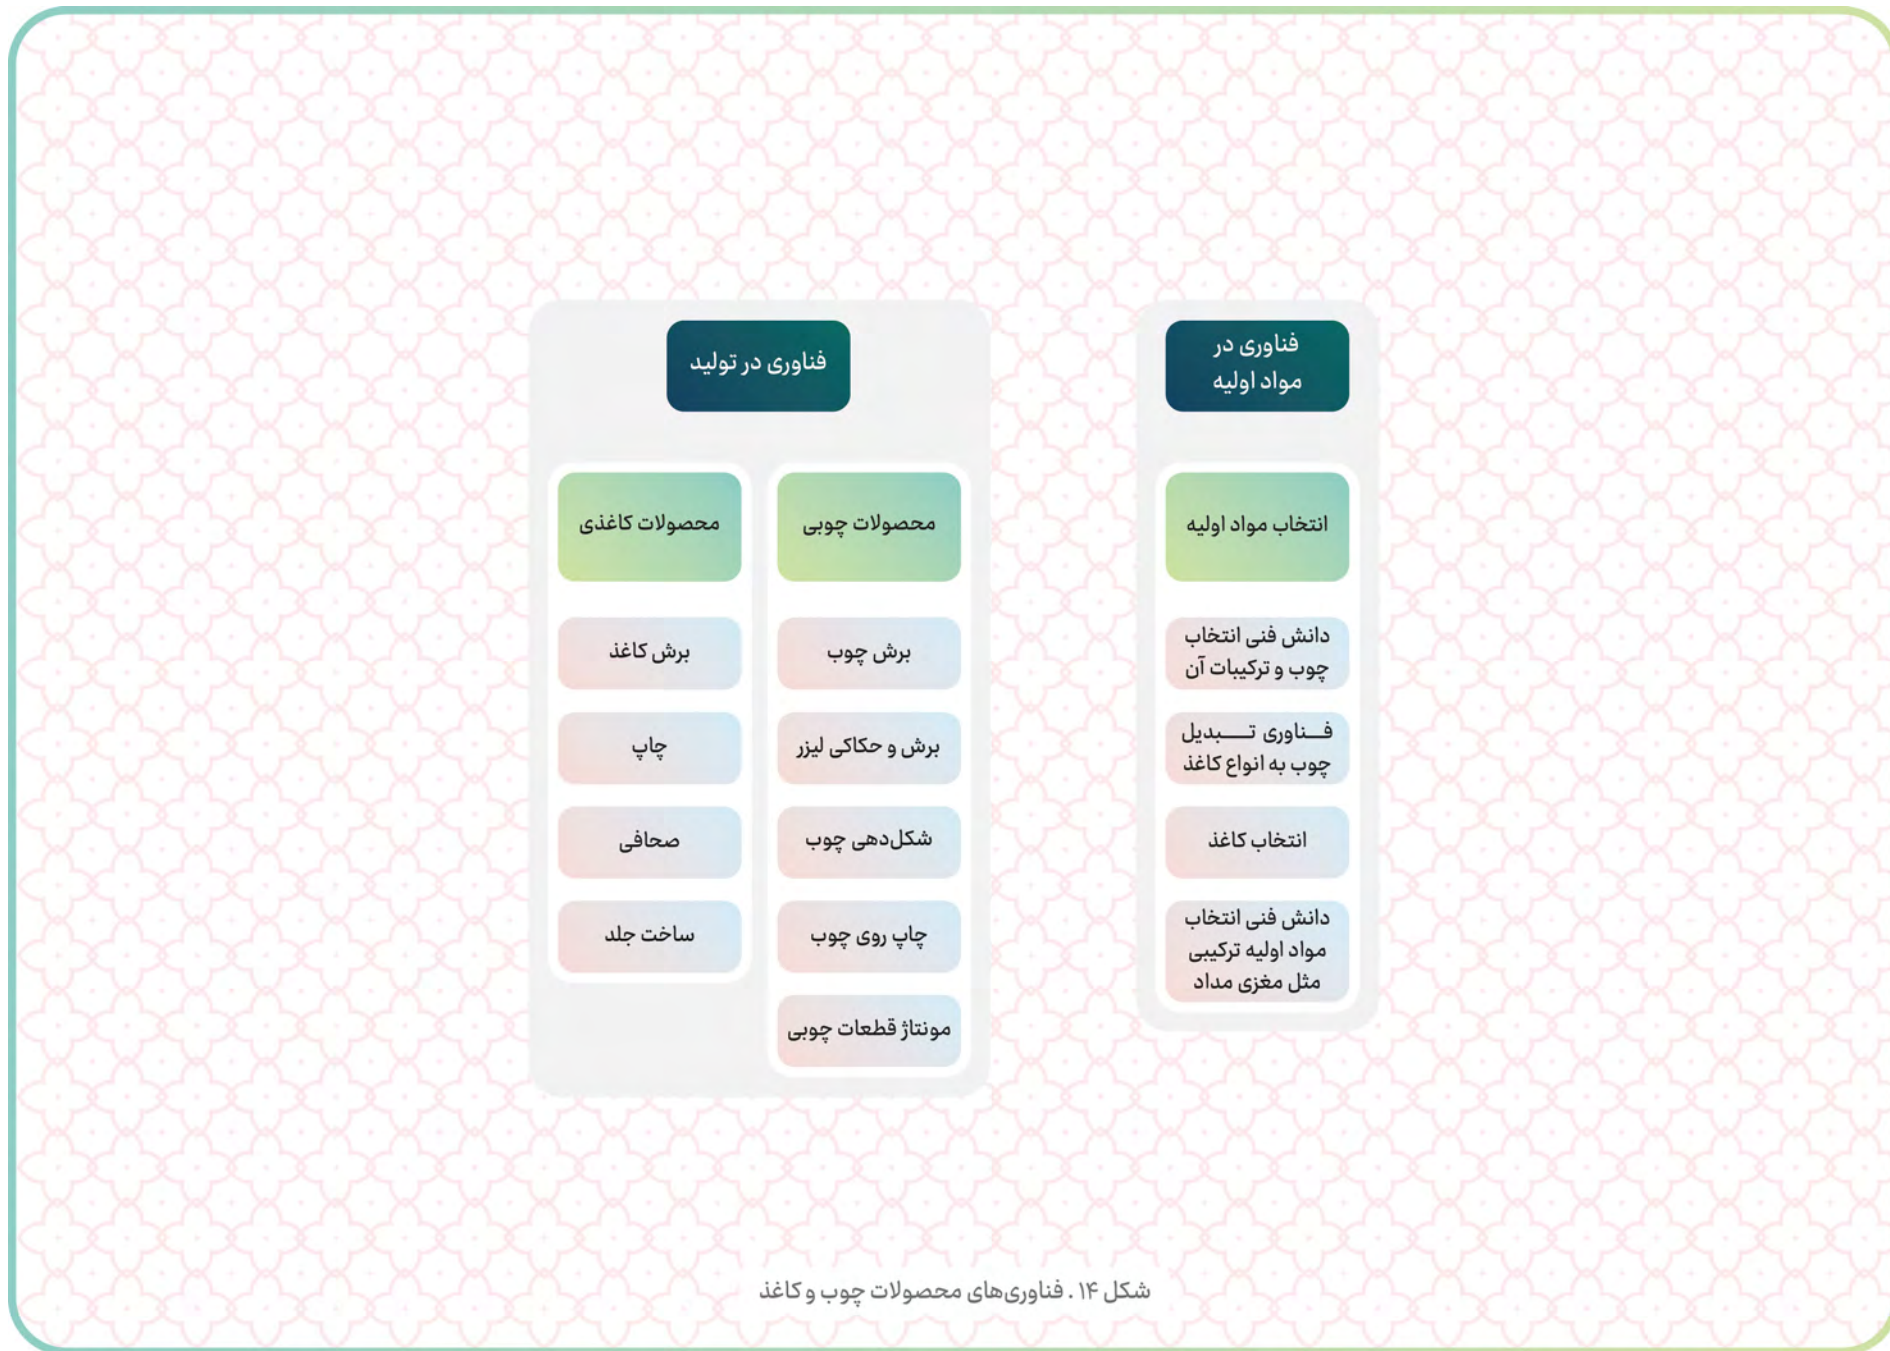 فناوری در
مواد اولیه
انتخاب مواد اولیه
دانش فنی انتخاب
چوب و ترکیبات آن
فناوری تبدیل
چوب به انواع کاغذ
انتخاب کاغذ
دانش فنی انتخاب
مواد اولیه ترکیبی
مثل مغزی مداد
فناوری در تولید
محصولات چوبی
برش چوب
برش و حکاکی لیزر
شکل‌دهی چوب
چاپ روی چوب
مونتاژ قطعات چوبی
محصولات کاغذی
برش کاغذ
چاپ
صحافی
ساخت جلد
شکل ۱۴ . فناوری‌های محصولات چوب و کاغذ